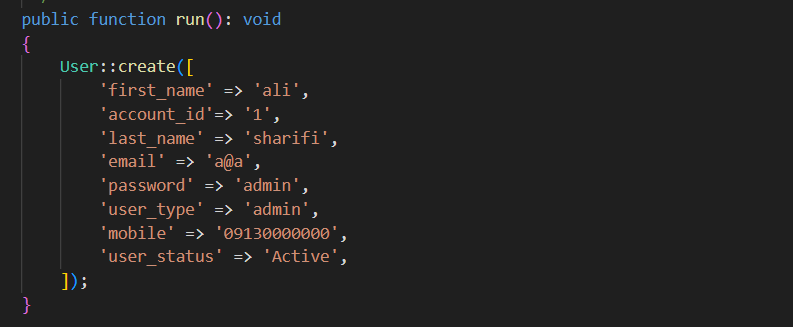 public function run(): void
{
User::create([
'first_name' => 'ali',
'account_id'=> '1',
'last_name' => 'sharifi',
'email' => 'a@a',
'password' => 'admin',
'user_type' => 'admin',
'mobile' => '09130000000',
'user_status' => 'Active',
]);
}